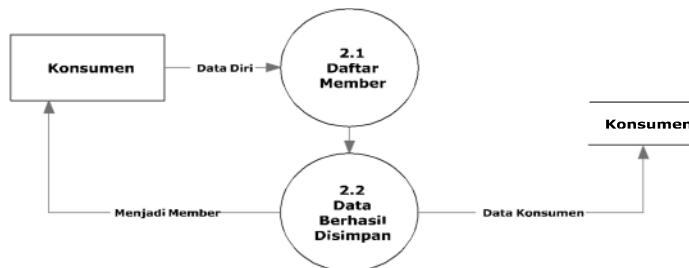 Konsumen
Data Diri
2.1
Daftar
Member
Konsumen
Menjadi Member
2.2
Data
Berhasil
Disimpan
Data Konsumen